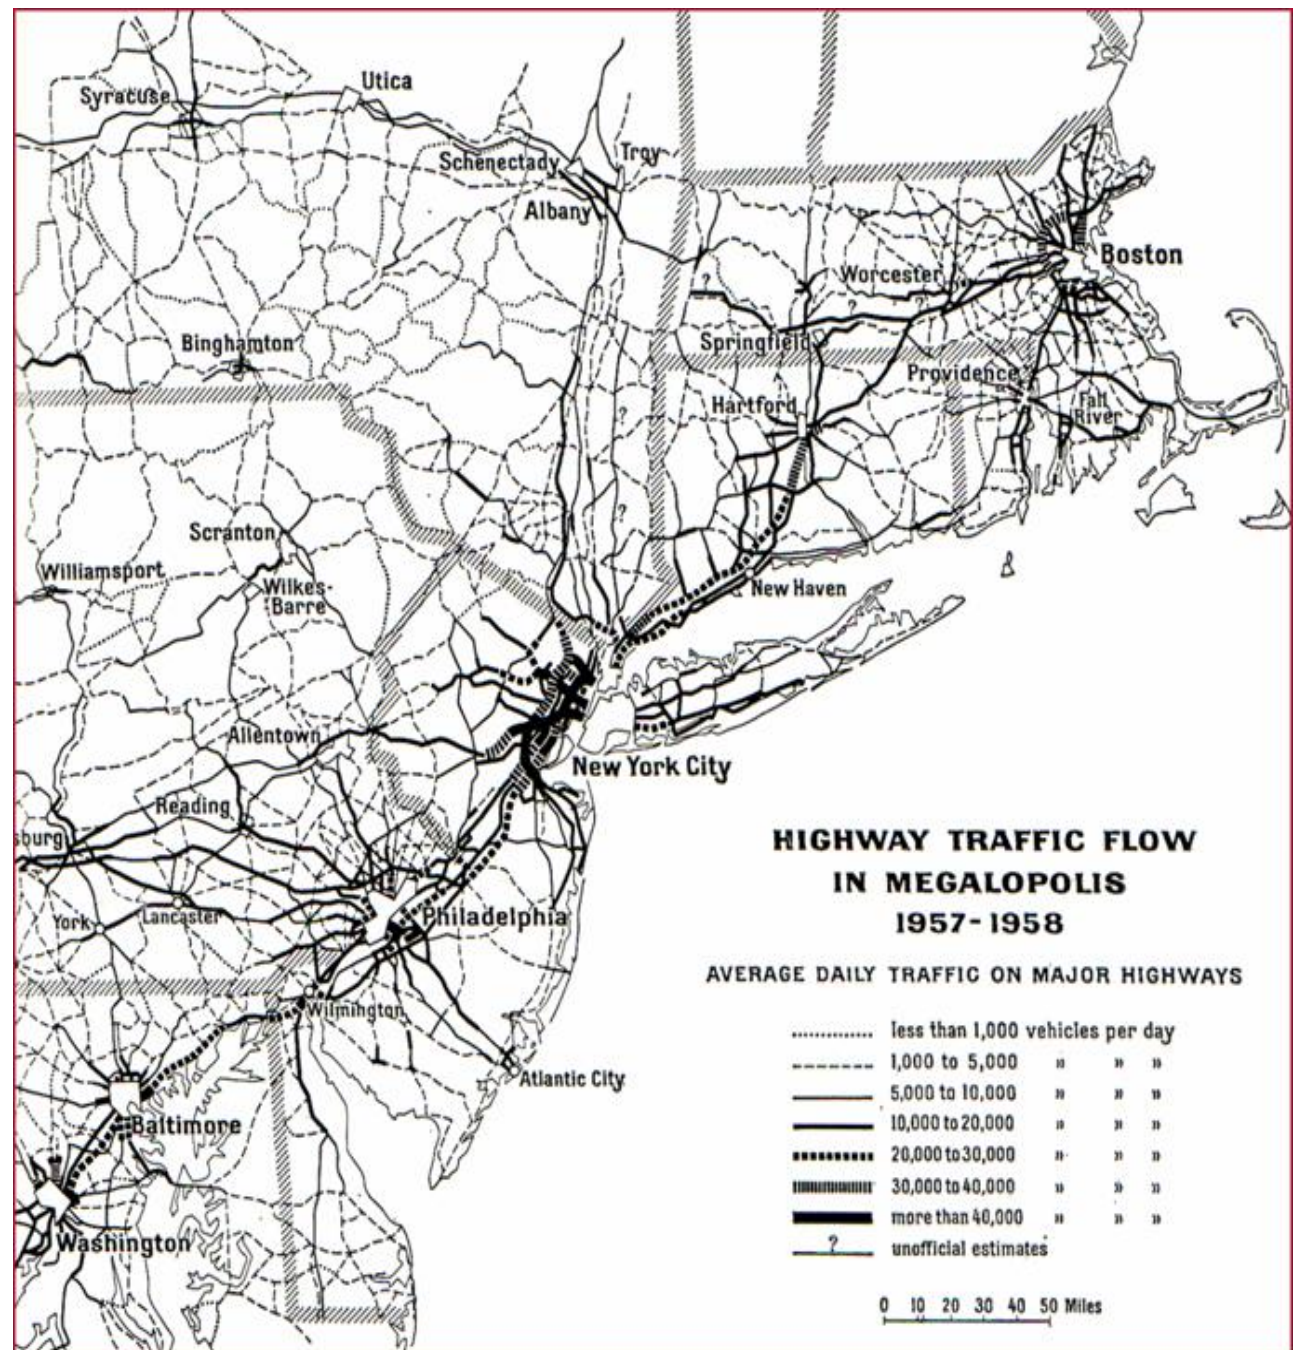 Utica
Syracuse
Troy
Schenectady
Albany
Boston
Worcester
?
?
?
Springfield
Binghamton
Providence
Hartford
Fall
River
?
?
Scranton
Williamsport
Wilkes-
Barre
New Haven
Allentown
New York City
Reading
sburg
Lancaster
York
Philadelphia
Wilmington
Atlantic City
Baltimore
Washington
HIGHWAY TRAFFIC FLOW
IN MEGALOPOLIS
1957-1958
AVERAGE DAILY TRAFFIC ON MAJOR HIGHWAYS
less than 1,000 vehicles per day
1,000 to 5,000 » » »
5,000 to 10,000 » » »
10,000 to 20,000 » » »
20,000 to 30,000 » » »
30,000 to 40,000 » » »
more than 40,000 » » »
? unofficial estimates
0 10 20 30 40 50 Miles